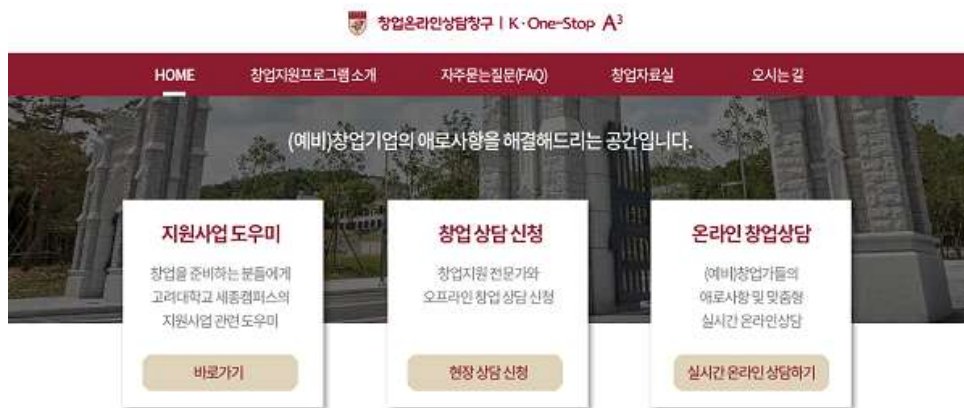 창업온라인상담창구 | K·One-Stop A³
HOME 창업지원프로그램 소개 자주묻는질문(FAQ) 창업자료실 오시는 길
(예비)창업기업의 애로사항을 해결해드리는 공간입니다.
지원사업 도우미
창업을 준비하는 분들에게
고려대학교 세종캠퍼스의
지원사업 관련 도우미
바로가기
창업 상담 신청
창업지원 전문가와
오프라인 창업 상담 신청
현장 상담 신청
온라인 창업상담
(예비)창업가들의
애로사항 및 맞춤형
실시간 온라인상담
실시간 온라인 상담하기